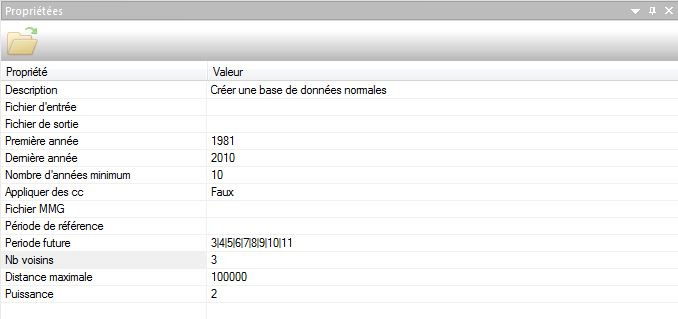 Propriétées
Propriété Valeur
Description Créer une base de données normales
Fichier d'entrée
Fichier de sortie
Première année 1981
Dernière année 2010
Nombre d'années minimum 10
Appliquer des cc Faux
Fichier MMG
Période de référence
Periode future 3|4|5|6|7|8|9|10|11
Nb voisins 3
Distance maximale 100000
Puissance 2